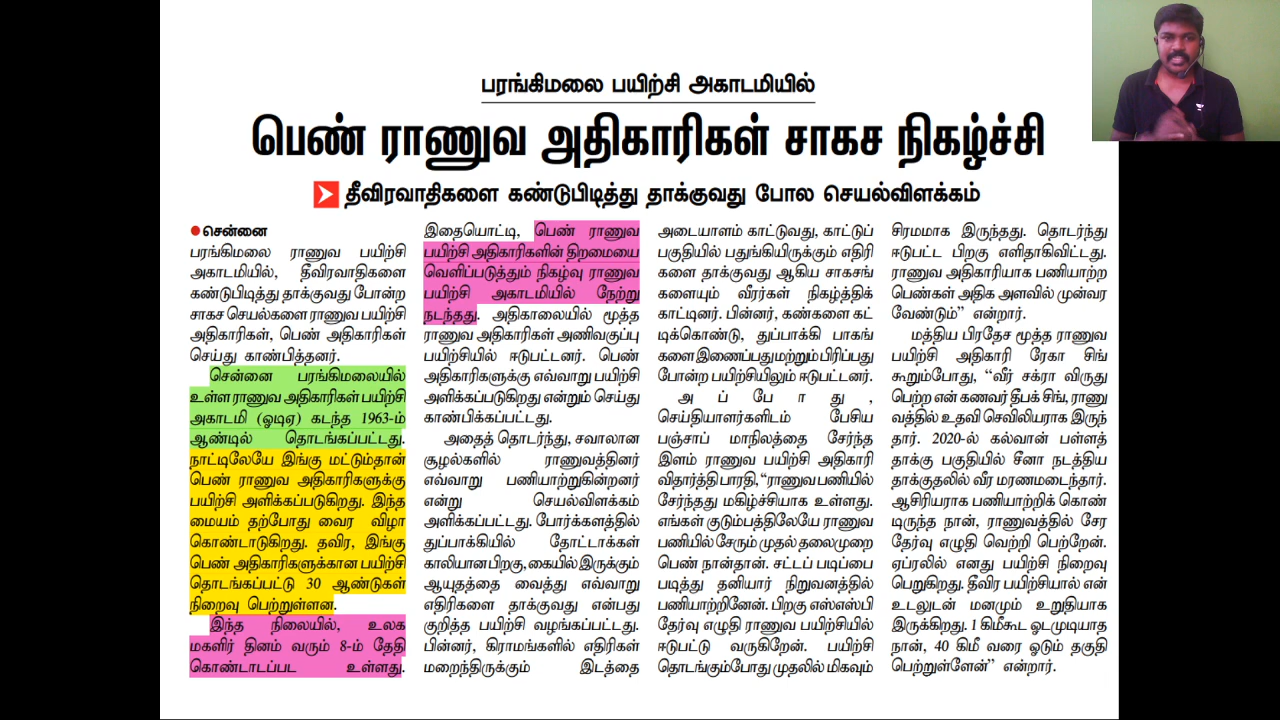 பரங்கிமலை பயிற்சி அகாடமியில்
பெண் ராணுவ அதிகாரிகள் சாகச நிகழ்ச்சி
தீவிரவாதிகளை கண்டுபிடித்து தாக்குவது போல செயல்விளக்கம்
சென்னை
பரங்கிமலை ராணுவ பயிற்சி
அகாடமியில், தீவிரவாதிகளை
கண்டுபிடித்து தாக்குவது போன்ற
சாகச செயல்களை ராணுவ பயிற்சி
அதிகாரிகள், பெண் அதிகாரிகள்
செய்து காண்பித்தனர்.
சென்னை பரங்கிமலையில்
உள்ள ராணுவ அதிகாரிகள் பயிற்சி
அகாடமி (ஓடிஏ) கடந்த 1963-ம்
ஆண்டில் தொடங்கப்பட்டது.
நாட்டிலேயே இங்கு மட்டும்தான்
பெண் ராணுவ அதிகாரிகளுக்கு
பயிற்சி அளிக்கப்படுகிறது. இந்த
மையம் தற்போது வைர விழா
கொண்டாடுகிறது. தவிர, இங்கு
பெண் அதிகாரிகளுக்கான பயிற்சி
தொடங்கப்பட்டு 30 ஆண்டுகள்
நிறைவு பெற்றுள்ளன.
இந்த நிலையில், உலக
மகளிர் தினம் வரும் 8-ம் தேதி
கொண்டாடப்பட உள்ளது.
இதையொட்டி, பெண் ராணுவ
பயிற்சி அதிகாரிகளின் திறமையை
வெளிப்படுத்தும் நிகழ்வு ராணுவ
பயிற்சி அகாடமியில் நேற்று
நடந்தது. அதிகாலையில் மூத்த
ராணுவ அதிகாரிகள் அணிவகுப்பு
பயிற்சியில் ஈடுபட்டனர். பெண்
அதிகாரிகளுக்கு எவ்வாறு பயிற்சி
அளிக்கப்படுகிறது என்றும் செய்து
காண்பிக்கப்பட்டது.
அதைத் தொடர்ந்து, சவாலான
சூழல்களில் ராணுவத்தினர்
எவ்வாறு பணியாற்றுகின்றனர்
என்று செயல்விளக்கம்
அளிக்கப்பட்டது. போர்க்களத்தில்
துப்பாக்கியில் தோட்டாக்கள்
காலியான பிறகு, கையில் இருக்கும்
ஆயுதத்தை வைத்து எவ்வாறு
எதிரிகளை தாக்குவது என்பது
குறித்த பயிற்சி வழங்கப்பட்டது.
பின்னர், கிராமங்களில் எதிரிகள்
மறைந்திருக்கும் இடத்தை
அடையாளம் காட்டுவது, காட்டுப்
பகுதியில் பதுங்கியிருக்கும் எதிரி
களை தாக்குவது ஆகிய சாகசங்
களையும் வீரர்கள் நிகழ்த்திக்
காட்டினர். பின்னர், கண்களை கட்
டிக்கொண்டு, துப்பாக்கி பாகங்
களை இணைப்பது மற்றும் பிரிப்பது
போன்ற பயிற்சியிலும் ஈடுபட்டனர்.
அப்போது,
செய்தியாளர்களிடம் பேசிய
பஞ்சாப் மாநிலத்தை சேர்ந்த
இளம் ராணுவ பயிற்சி அதிகாரி
விதார்த்தி பாரதி, “ராணுவ பணியில்
சேர்ந்தது மகிழ்ச்சியாக உள்ளது.
எங்கள் குடும்பத்திலேயே ராணுவ
பணியில் சேரும் முதல் தலைமுறை
பெண் நான்தான். சட்டப் படிப்பை
படித்து தனியார் நிறுவனத்தில்
பணியாற்றினேன். பிறகு எஸ்எஸ்பி
தேர்வு எழுதி ராணுவ பயிற்சியில்
ஈடுபட்டு வருகிறேன். பயிற்சி
தொடங்கும்போது முதலில் மிகவும்
சிரமமாக இருந்தது. தொடர்ந்து
ஈடுபட்ட பிறகு எளிதாகிவிட்டது.
ராணுவ அதிகாரியாக பணியாற்ற
பெண்கள் அதிக அளவில் முன்வர
வேண்டும்” என்றார்.
மத்திய பிரதேச மூத்த ராணுவ
பயிற்சி அதிகாரி ரேகா சிங்
கூறும்போது, “வீர் சக்ரா விருது
பெற்ற என் கணவர் தீபக் சிங், ராணு
வத்தில் உதவி செவிலியராக இருந்
தார். 2020-ல் கல்வான் பள்ளத்
தாக்கு பகுதியில் சீனா நடத்திய
தாக்குதலில் வீர மரணமடைந்தார்.
ஆசிரியராக பணியாற்றிக் கொண்
டிருந்த நான், ராணுவத்தில் சேர
தேர்வு எழுதி வெற்றி பெற்றேன்.
ஏப்ரலில் எனது பயிற்சி நிறைவு
பெறுகிறது. தீவிர பயிற்சியால் என்
உடலுடன் மனமும் உறுதியாக
இருக்கிறது. 1 கிமீகூட ஓடமுடியாத
நான், 40 கிமீ வரை ஓடும் தகுதி
பெற்றுள்ளேன்” என்றார்.